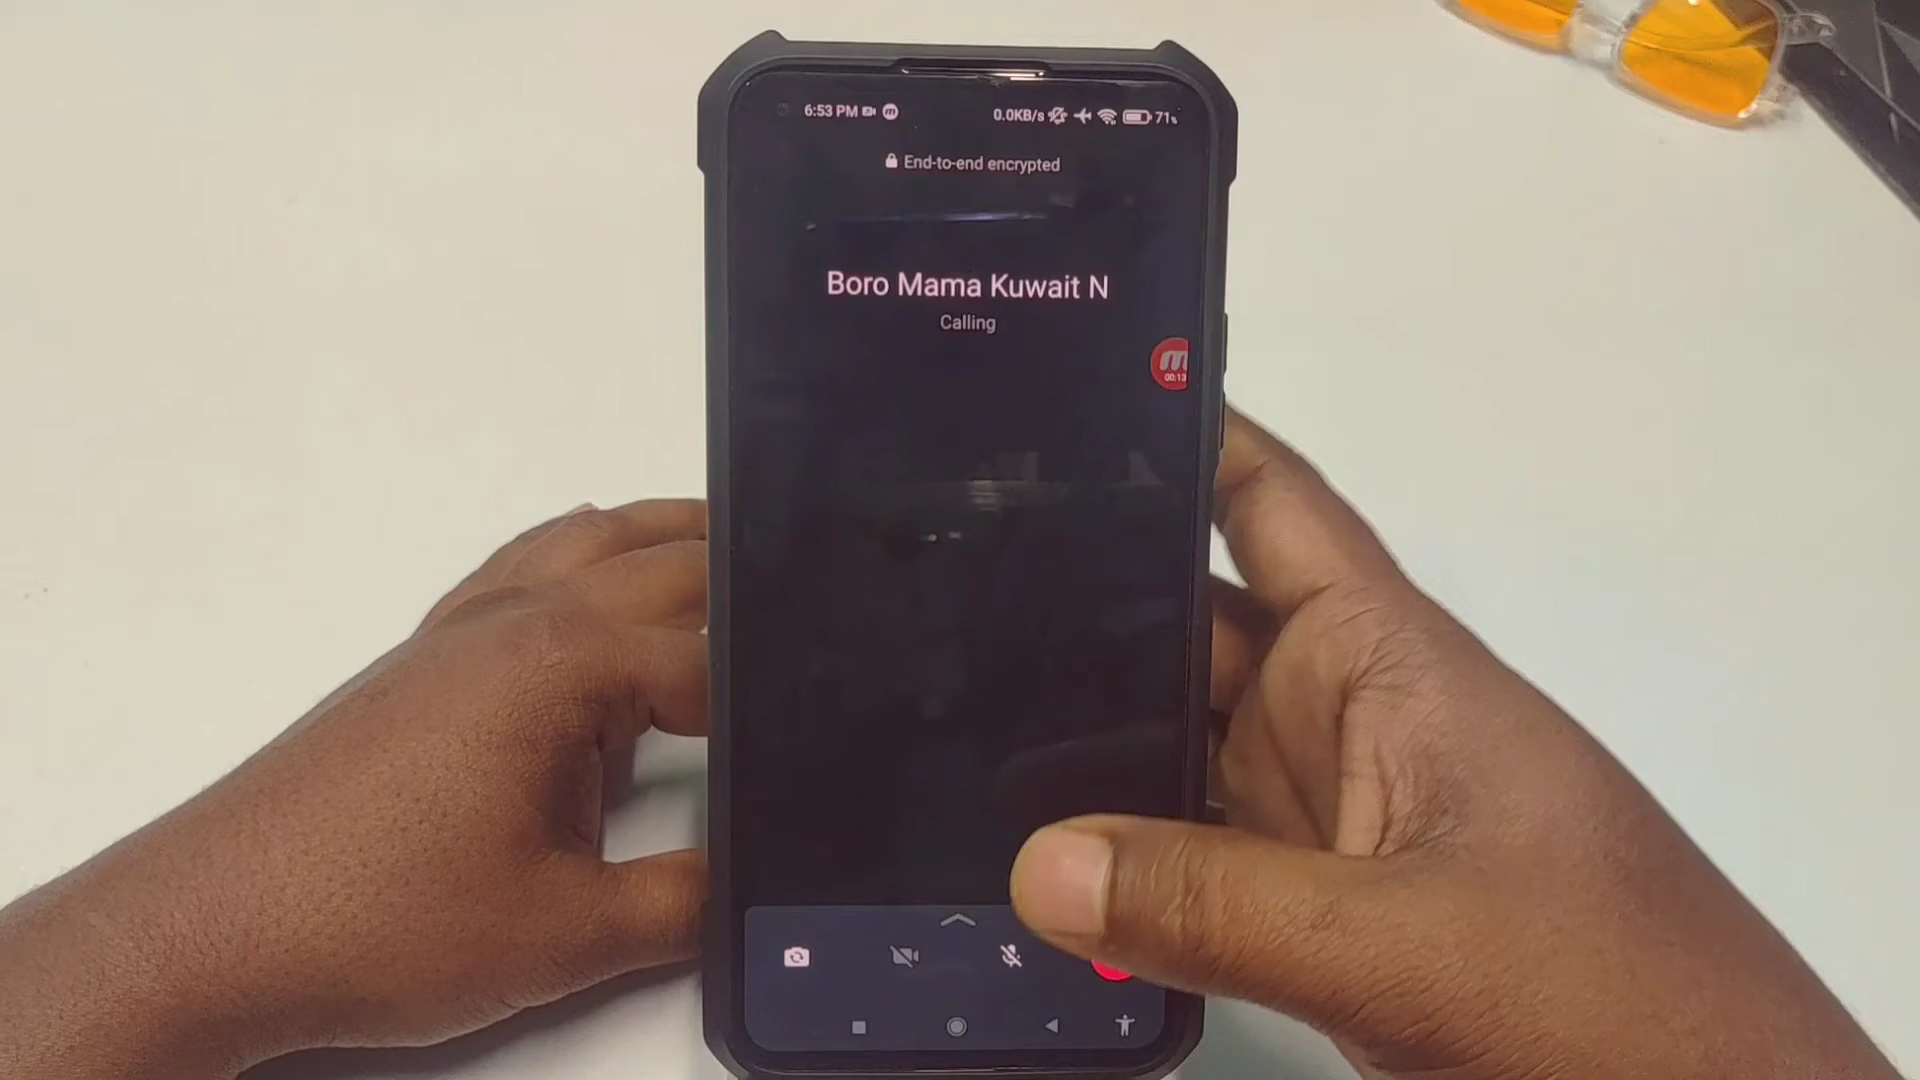 6:53 PM
0.0KB/s 71%
End-to-end encrypted
Boro Mama Kuwait N
Calling
m
00:13